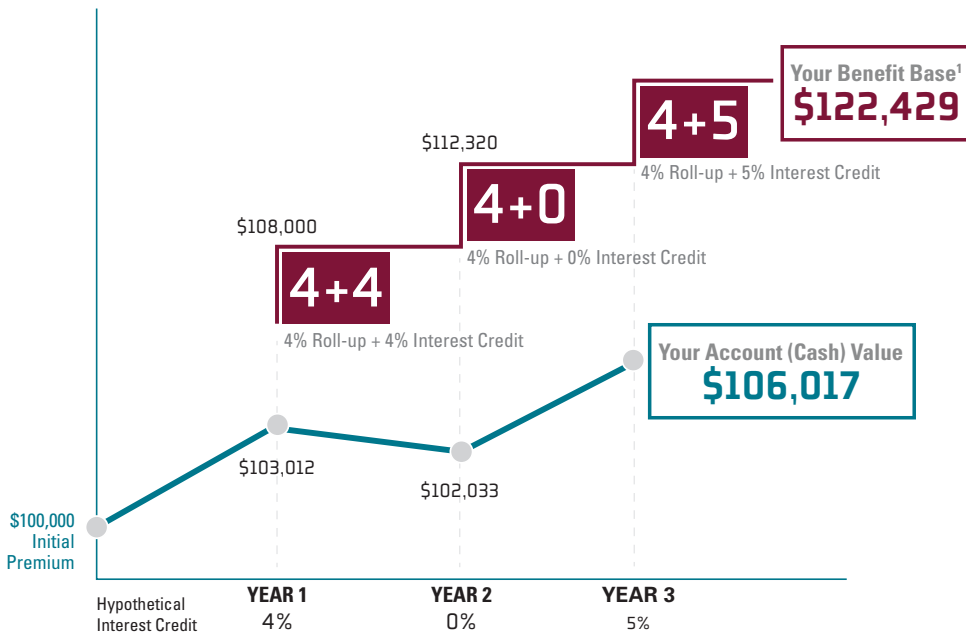 Your Benefit Base¹
$122,429
4+5
4% Roll-up + 5% Interest Credit
$112,320
4+0
4% Roll-up + 0% Interest Credit
$108,000
4+4
4% Roll-up + 4% Interest Credit
Your Account (Cash) Value
$106,017
$103,012
$102,033
$100,000
Initial
Premium
Hypothetical
Interest Credit
YEAR 1
4%
YEAR 2
0%
YEAR 3
5%